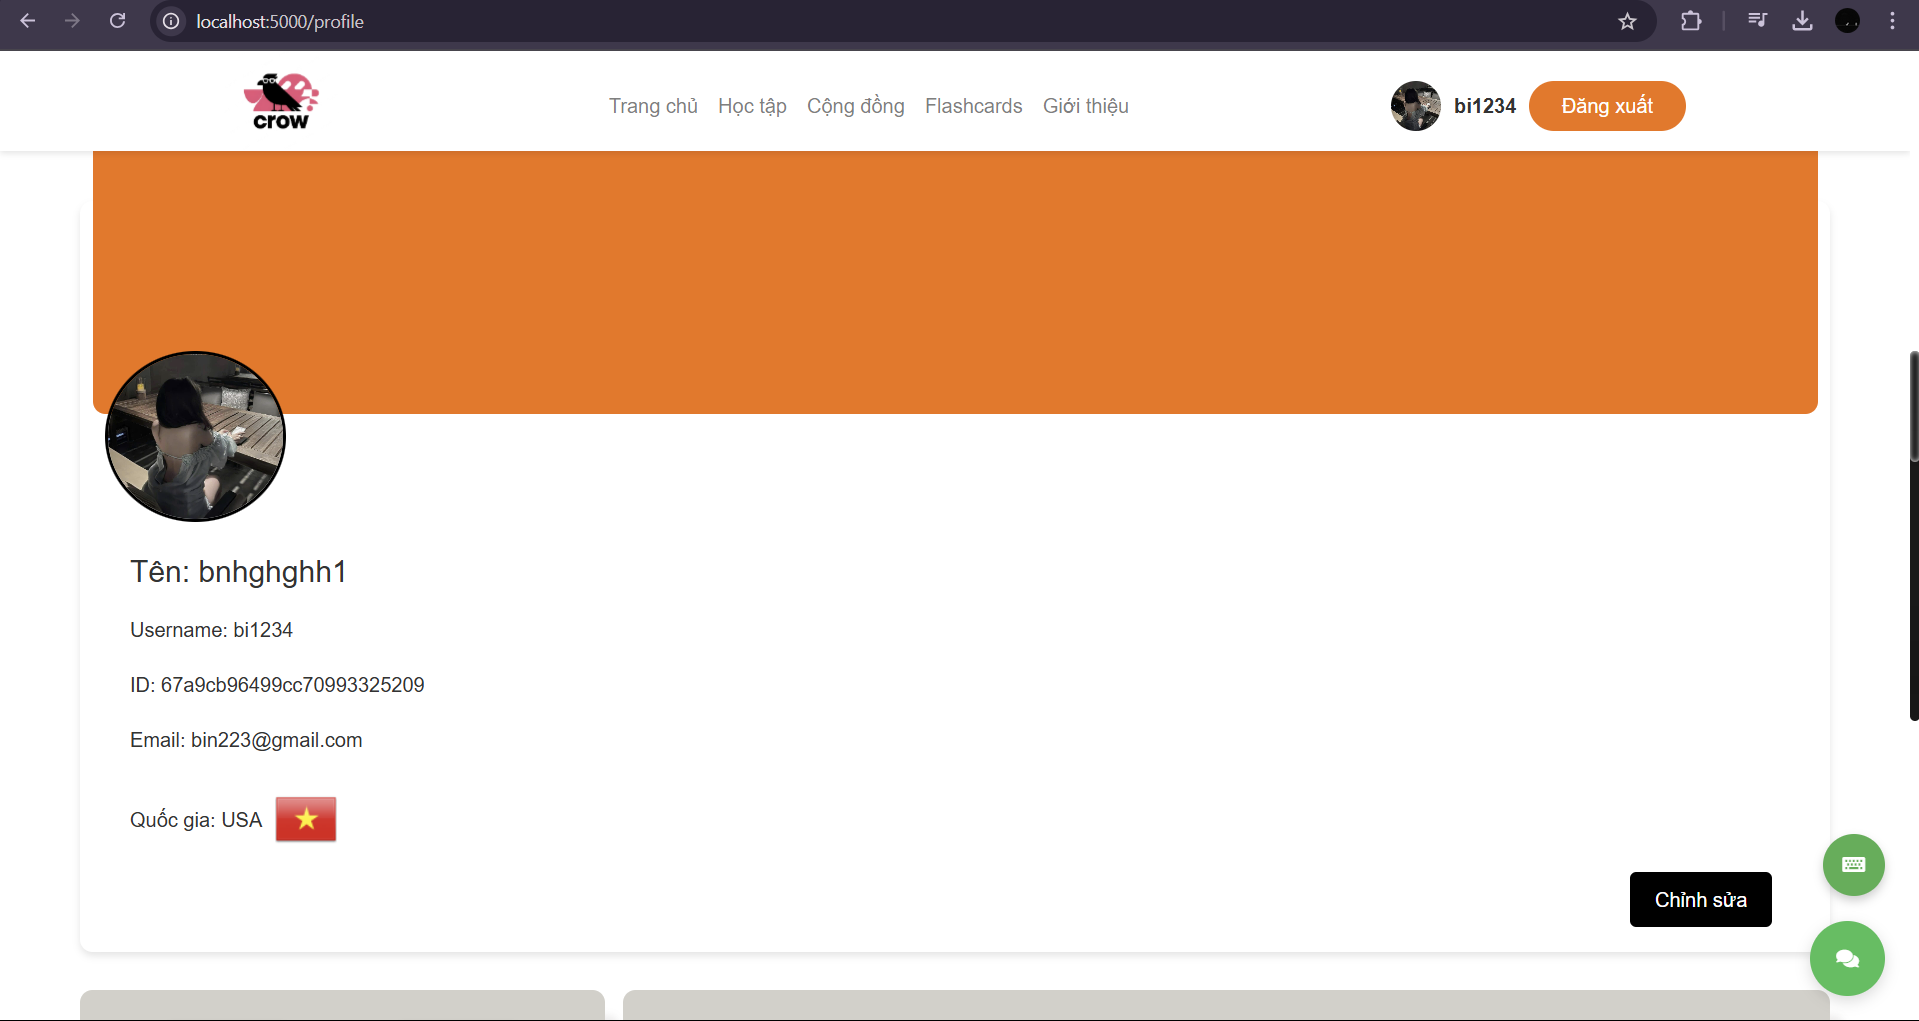 localhost:5000/profile
crow
Trang chủ Học tập Cộng đồng Flashcards Giới thiệu
bi1234
Đăng xuất
Tên: bnhghghh1
Username: bi1234
ID: 67a9cb96499cc70993325209
Email: bin223@gmail.com
Quốc gia: USA
Chỉnh sửa